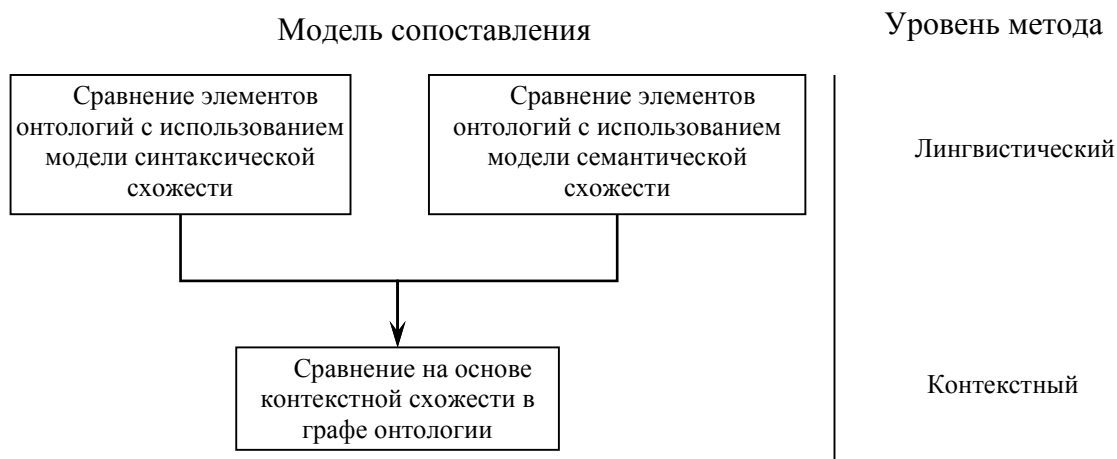 Модель сопоставления
Уровень метода
Сравнение элементов
онтологий с использованием
модели синтаксической
схожести
Сравнение элементов
онтологий с использованием
модели семантической
схожести
Лингвистический
Сравнение на основе
контекстной схожести в
графе онтологии
Контекстный